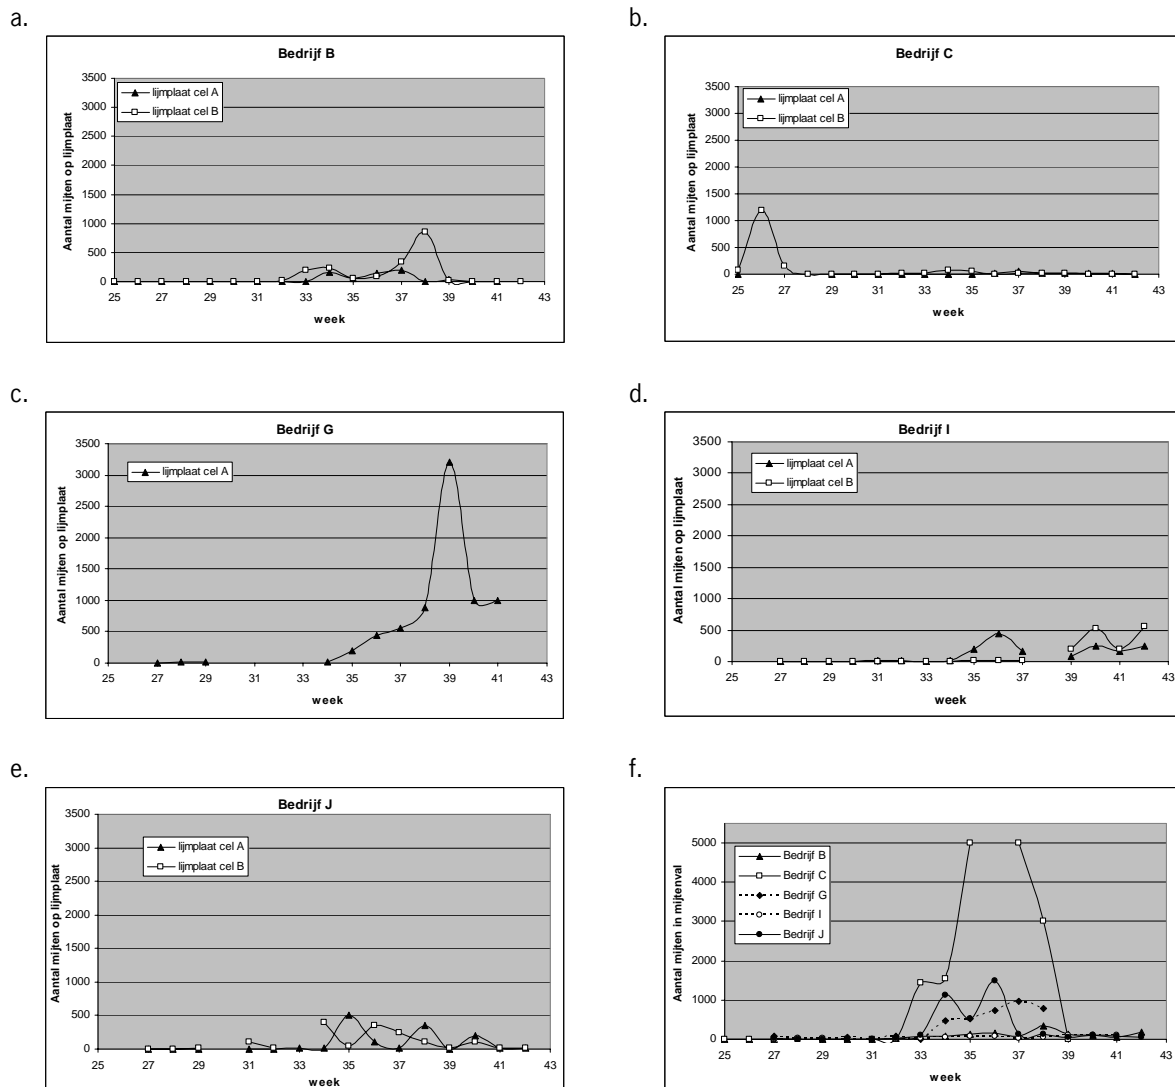 a.
Bedrijf B
Aantal mijten op lijmplaat
3500
3000
2500
2000
1500
1000
500
0
lijmplaat cel A
lijmplaat cel B
25 27 29 31 33 35 37 39 41 43
week
b.
Bedrijf C
Aantal mijten op lijmplaat
3500
3000
2500
2000
1500
1000
500
0
lijmplaat cel A
lijmplaat cel B
25 27 29 31 33 35 37 39 41 43
week
c.
Bedrijf G
Aantal mijten op lijmplaat
3500
3000
2500
2000
1500
1000
500
0
lijmplaat cel A
25 27 29 31 33 35 37 39 41 43
week
d.
Bedrijf I
Aantal mijten op lijmplaat
3500
3000
2500
2000
1500
1000
500
0
lijmplaat cel A
lijmplaat cel B
25 27 29 31 33 35 37 39 41 43
week
e.
Bedrijf J
Aantal mijten op lijmplaat
3500
3000
2500
2000
1500
1000
500
0
lijmplaat cel A
lijmplaat cel B
25 27 29 31 33 35 37 39 41 43
week
f.
Aantal mijten in mijtenval
5000
4000
3000
2000
1000
0
Bedrijf B
Bedrijf C
Bedrijf G
Bedrijf I
Bedrijf J
25 27 29 31 33 35 37 39 41 43
week